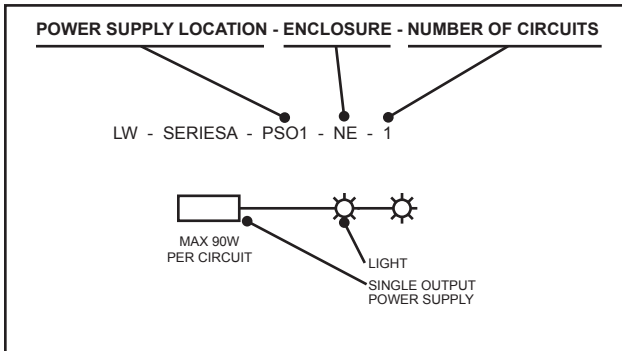 POWER SUPPLY LOCATION - ENCLOSURE - NUMBER OF CIRCUITS
LW - SERIESA - PSO1 - NE - 1
MAX 90W
PER CIRCUIT
LIGHT
SINGLE OUTPUT
POWER SUPPLY